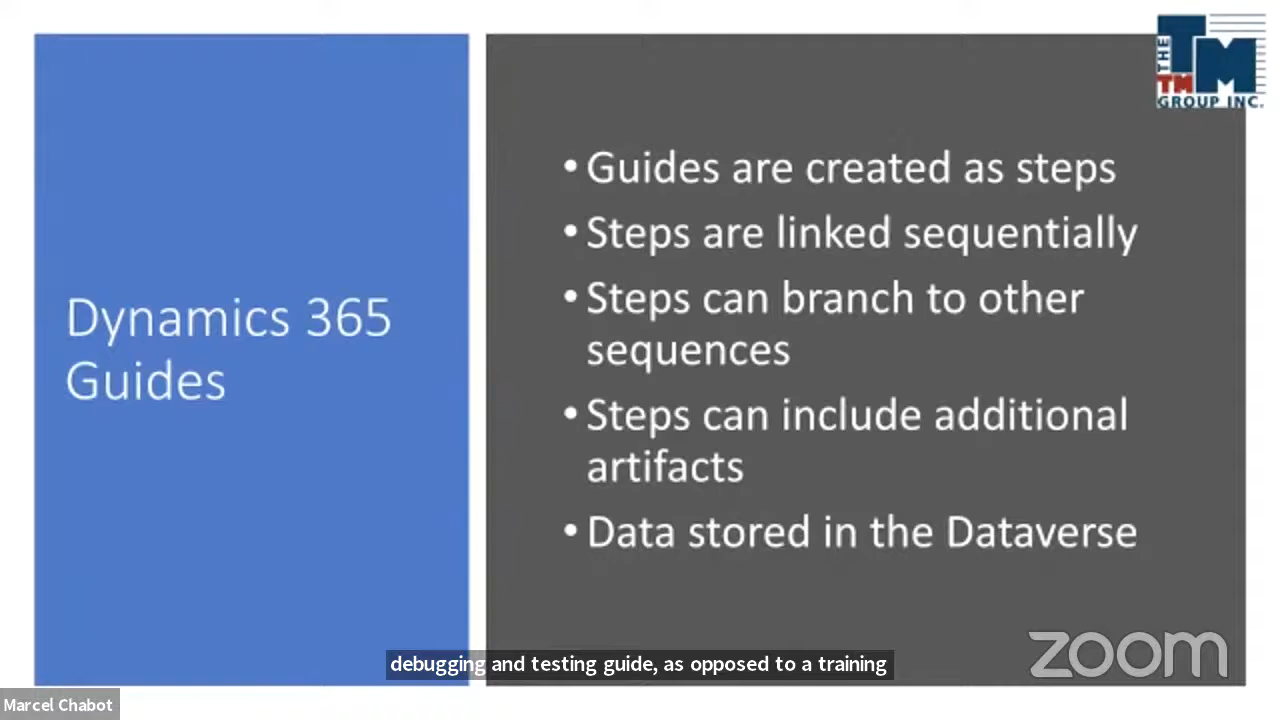 THE
TM
TM
GROUP INC.
Dynamics 365
Guides
• Guides are created as steps
• Steps are linked sequentially
• Steps can branch to other
sequences
• Steps can include additional
artifacts
• Data stored in the Dataverse
zoom
debugging and testing guide, as opposed to a training
Marcel Chabot